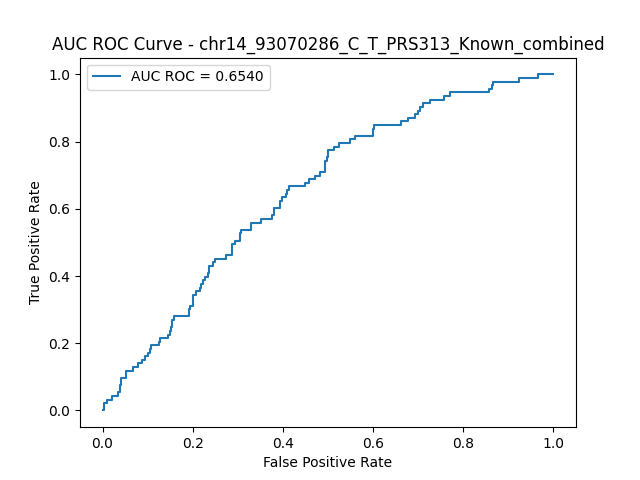 AUC ROC Curve - chr14_93070286_C_T_PRS313_Known_combined
AUC ROC = 0.6540
True Positive Rate
1.0
0.8
0.6
0.4
0.2
0.0
0.0 0.2 0.4 0.6 0.8 1.0
False Positive Rate